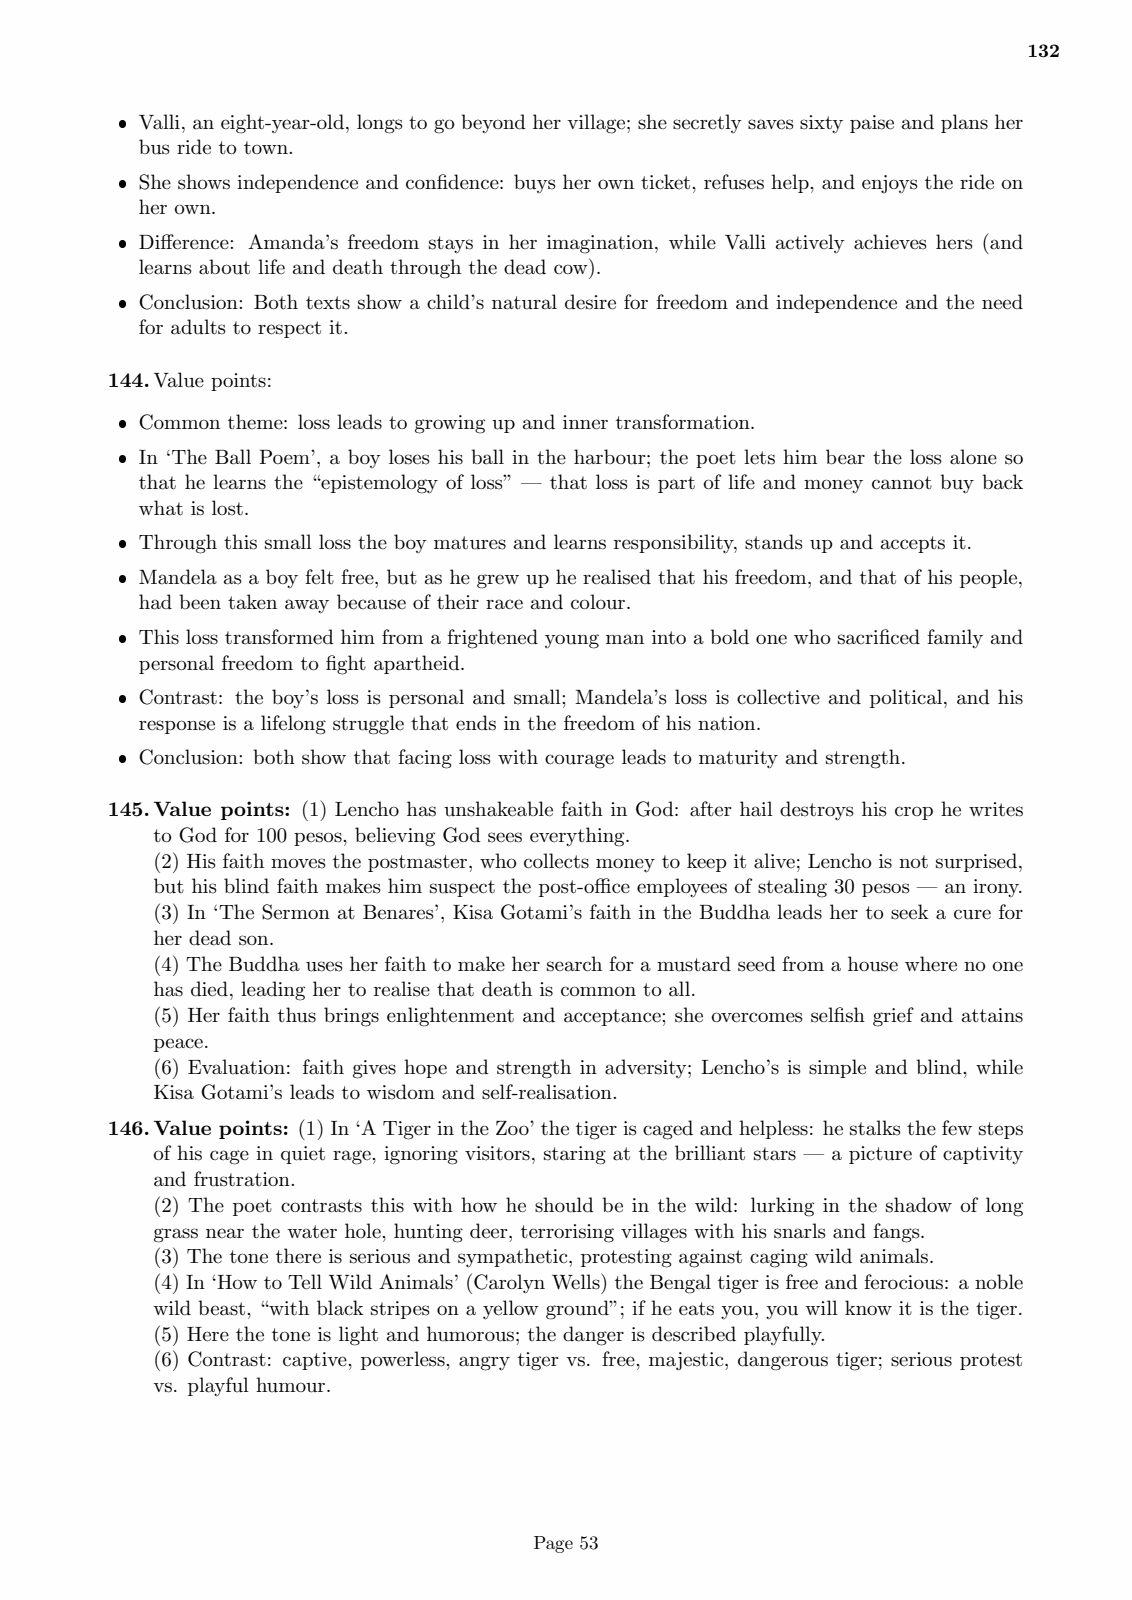 132
• Valli, an eight-year-old, longs to go beyond her village; she secretly saves sixty paise and plans her
bus ride to town.
• She shows independence and confidence: buys her own ticket, refuses help, and enjoys the ride on
her own.
• Difference: Amanda's freedom stays in her imagination, while Valli actively achieves hers (and
learns about life and death through the dead cow).
• Conclusion: Both texts show a child's natural desire for freedom and independence and the need
for adults to respect it.
144. Value points:
• Common theme: loss leads to growing up and inner transformation.
• In ‘The Ball Poem’, a boy loses his ball in the harbour; the poet lets him bear the loss alone so
that he learns the “epistemology of loss” — that loss is part of life and money cannot buy back
what is lost.
• Through this small loss the boy matures and learns responsibility, stands up and accepts it.
• Mandela as a boy felt free, but as he grew up he realised that his freedom, and that of his people,
had been taken away because of their race and colour.
• This loss transformed him from a frightened young man into a bold one who sacrificed family and
personal freedom to fight apartheid.
• Contrast: the boy's loss is personal and small; Mandela's loss is collective and political, and his
response is a lifelong struggle that ends in the freedom of his nation.
• Conclusion: both show that facing loss with courage leads to maturity and strength.
145. Value points: (1) Lencho has unshakeable faith in God: after hail destroys his crop he writes
to God for 100 pesos, believing God sees everything.
(2) His faith moves the postmaster, who collects money to keep it alive; Lencho is not surprised,
but his blind faith makes him suspect the post-office employees of stealing 30 pesos — an irony.
(3) In ‘The Sermon at Benares’, Kisa Gotami's faith in the Buddha leads her to seek a cure for
her dead son.
(4) The Buddha uses her faith to make her search for a mustard seed from a house where no one
has died, leading her to realise that death is common to all.
(5) Her faith thus brings enlightenment and acceptance; she overcomes selfish grief and attains
peace.
(6) Evaluation: faith gives hope and strength in adversity; Lencho's is simple and blind, while
Kisa Gotami's leads to wisdom and self-realisation.
146. Value points: (1) In ‘A Tiger in the Zoo’ the tiger is caged and helpless: he stalks the few steps
of his cage in quiet rage, ignoring visitors, staring at the brilliant stars — a picture of captivity
and frustration.
(2) The poet contrasts this with how he should be in the wild: lurking in the shadow of long
grass near the water hole, hunting deer, terrorising villages with his snarls and fangs.
(3) The tone there is serious and sympathetic, protesting against caging wild animals.
(4) In ‘How to Tell Wild Animals’ (Carolyn Wells) the Bengal tiger is free and ferocious: a noble
wild beast, “with black stripes on a yellow ground”; if he eats you, you will know it is the tiger.
(5) Here the tone is light and humorous; the danger is described playfully.
(6) Contrast: captive, powerless, angry tiger vs. free, majestic, dangerous tiger; serious protest
vs. playful humour.
Page 53